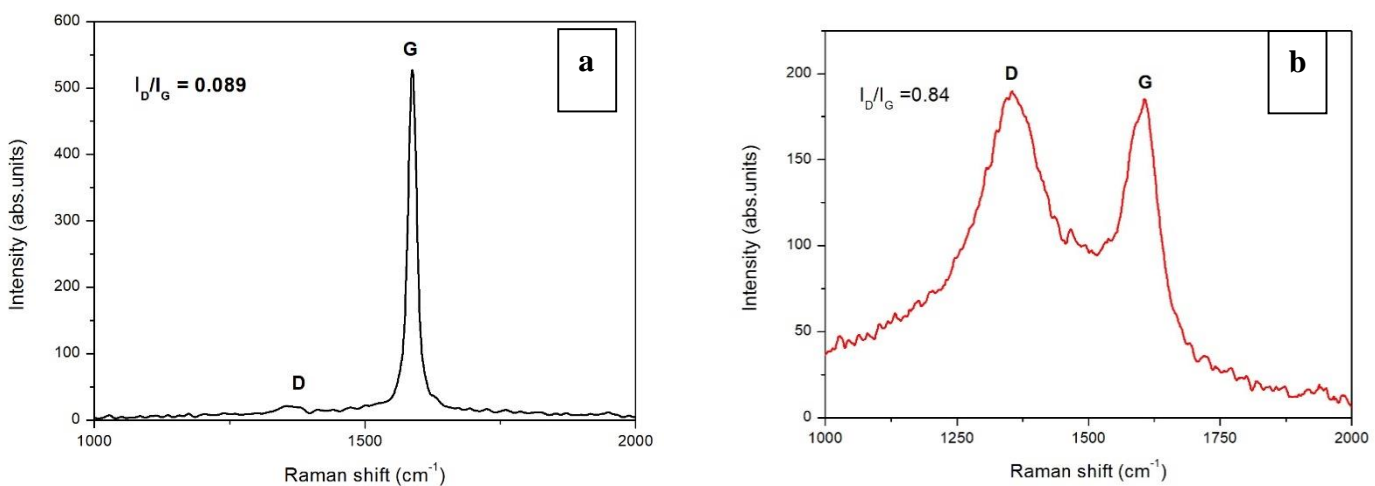 600
500
400
300
200
100
0
Intensity (abs.units)
I_D/I_G = 0.089
G
D
a
1000
1500
2000
Raman shift (cm⁻¹)
200
150
100
50
0
Intensity (abs.units)
I_D/I_G =0.84
D
G
b
1000
1250
1500
1750
2000
Raman shift (cm⁻¹)